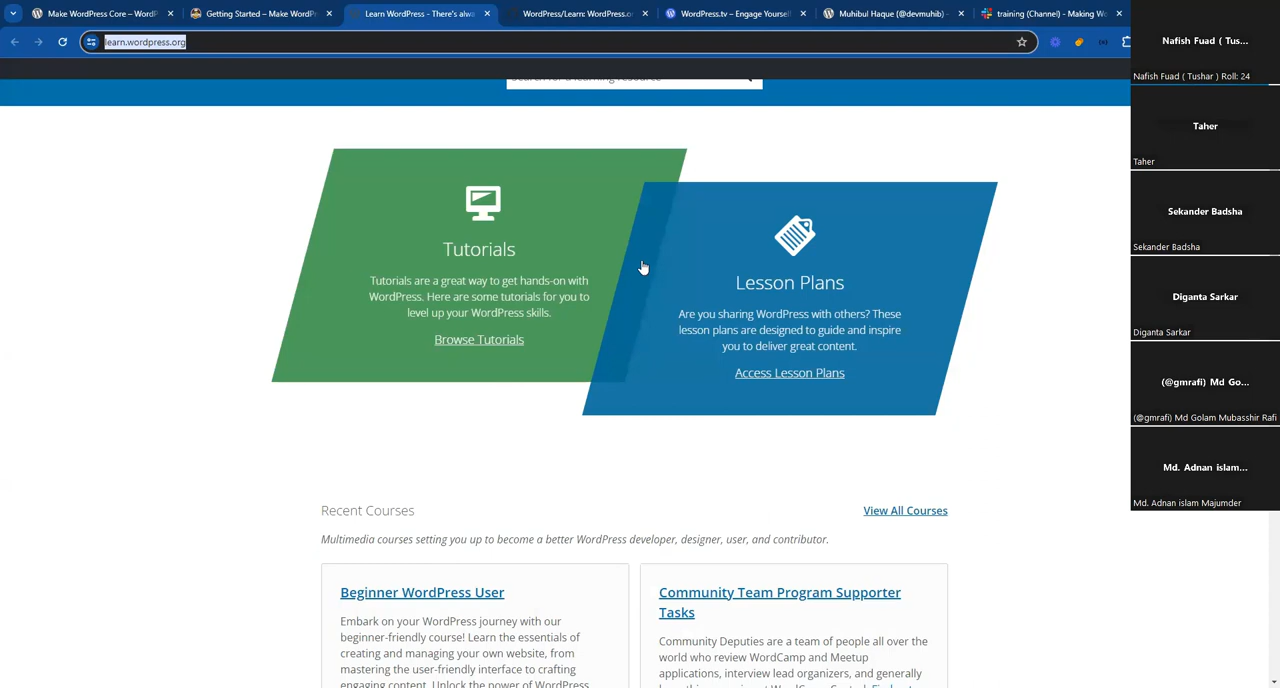 Make WordPress Core – WordP
Getting Started – Make WordPr
Learn WordPress - There's alwa
WordPress/Learn: WordPress.o
WordPress.tv – Engage Yourself
Muhibul Haque (@devmuhib) –
training (Channel) - Making Wo
learn.wordpress.org
Tutorials
Tutorials are a great way to get hands-on with
WordPress. Here are some tutorials for you to
level up your WordPress skills.
Browse Tutorials
Lesson Plans
Are you sharing WordPress with others? These
lesson plans are designed to guide and inspire
you to deliver great content.
Access Lesson Plans
Recent Courses
View All Courses
Multimedia courses setting you up to become a better WordPress developer, designer, user, and contributor.
Beginner WordPress User
Embark on your WordPress journey with our
beginner-friendly course! Learn the essentials of
creating and managing your own website, from
mastering the user-friendly interface to crafting
engaging content. Unlock the power of WordPress
Community Team Program Supporter
Tasks
Community Deputies are a team of people all over the
world who review WordCamp and Meetup
applications, interview lead organizers, and generally
Nafish Fuad ( Tus...
Nafish Fuad ( Tushar ) Roll: 24
Taher
Taher
Sekander Badsha
Sekander Badsha
Diganta Sarkar
Diganta Sarkar
(@gmrafi) Md Go...
(@gmrafi) Md Golam Mubasshir Rafi
Md. Adnan islam...
Md. Adnan islam Majumder